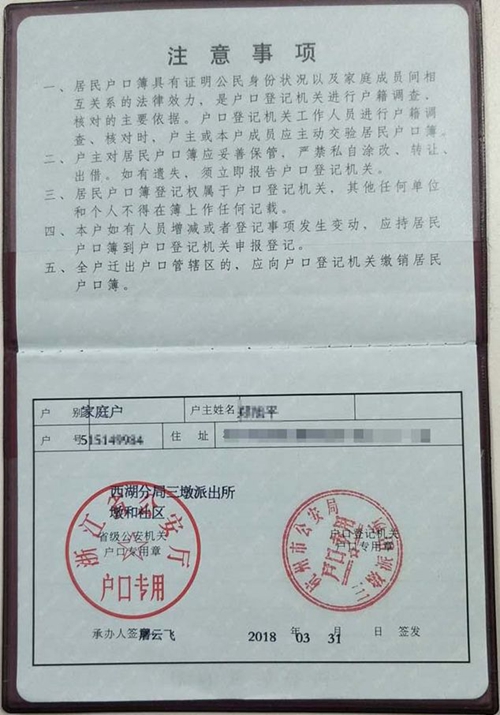 注意事项
一、居民户口簿具有证明公民身份状况以及家庭成员间相
互关系的法律效力，是户口登记机关进行户籍调查、
核对的主要依据。户口登记机关工作人员进行户籍调
查、核对时，户主或本户成员应主动交验居民户口簿。
二、户主对居民户口簿应妥善保管，严禁私自涂改、转让、
出借。如有遗失，须立即报告户口登记机关。
三、居民户口簿登记权属于户口登记机关，其他任何单位
和个人不得在簿上作任何记载。
四、本户如有人员增减或者登记事项发生变动，应持居民
户口簿到户口登记机关申报登记。
五、全户迁出户口管辖区的，应向户口登记机关缴销居民
户口簿。
户 别 家庭户 户主姓名
户 号 515149984 住 址
西湖分局三墩派出所
墩和社区
浙江省公安厅
省级公安机关
户口专用章
户口专用
杭州市公安局
户口登记机关
户口专用章
户口专用
承办人签章 屠云飞 2018 年 03 月 31 日 签发